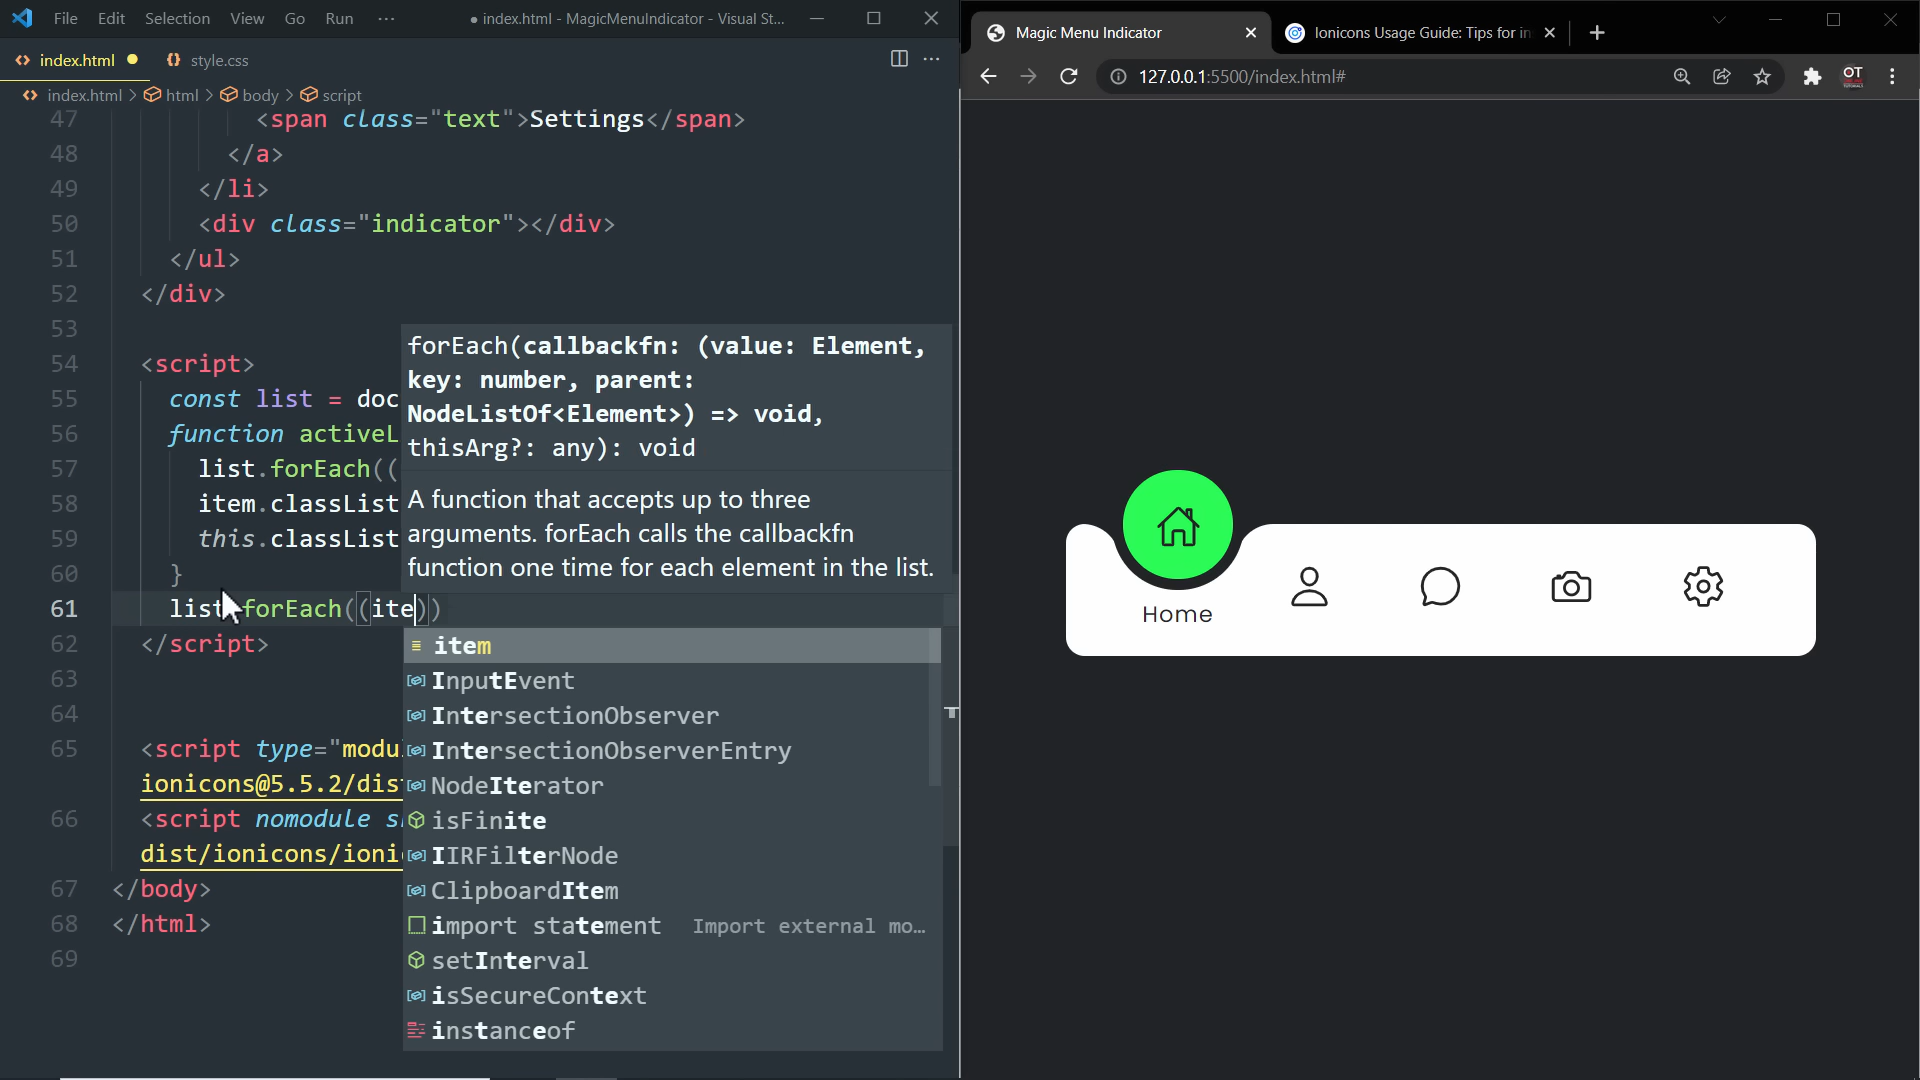 File Edit Selection View Go Run ···
● index.html - MagicMenuIndicator - Visual St...
index.html ●
style.css
index.html > html > body > script
47 <span class="text">Settings</span>
48 </a>
49 </li>
50 <div class="indicator"></div>
51 </ul>
52 </div>
53
54 <script>
55 const list = doc
56 function activeL
57 list.forEach((
58 item.classList
59 this.classList
60 }
61 list forEach((ite))
62 </script>
63
64
65 <script type="modu
ionicons@5.5.2/dis
66 <script nomodule s
dist/ionicons/ioni
67 </body>
68 </html>
69
forEach(callbackfn: (value: Element,
key: number, parent:
NodeListOf<Element>) => void,
thisArg?: any): void
A function that accepts up to three
arguments. forEach calls the callbackfn
function one time for each element in the list.
item
InputEvent
IntersectionObserver
IntersectionObserverEntry
NodeIterator
isFinite
IIRFilterNode
ClipboardItem
import statement Import external mo...
setInterval
isSecureContext
instanceof
Magic Menu Indicator
Ionicons Usage Guide: Tips for in
127.0.0.1:5500/index.html#
OT
Home